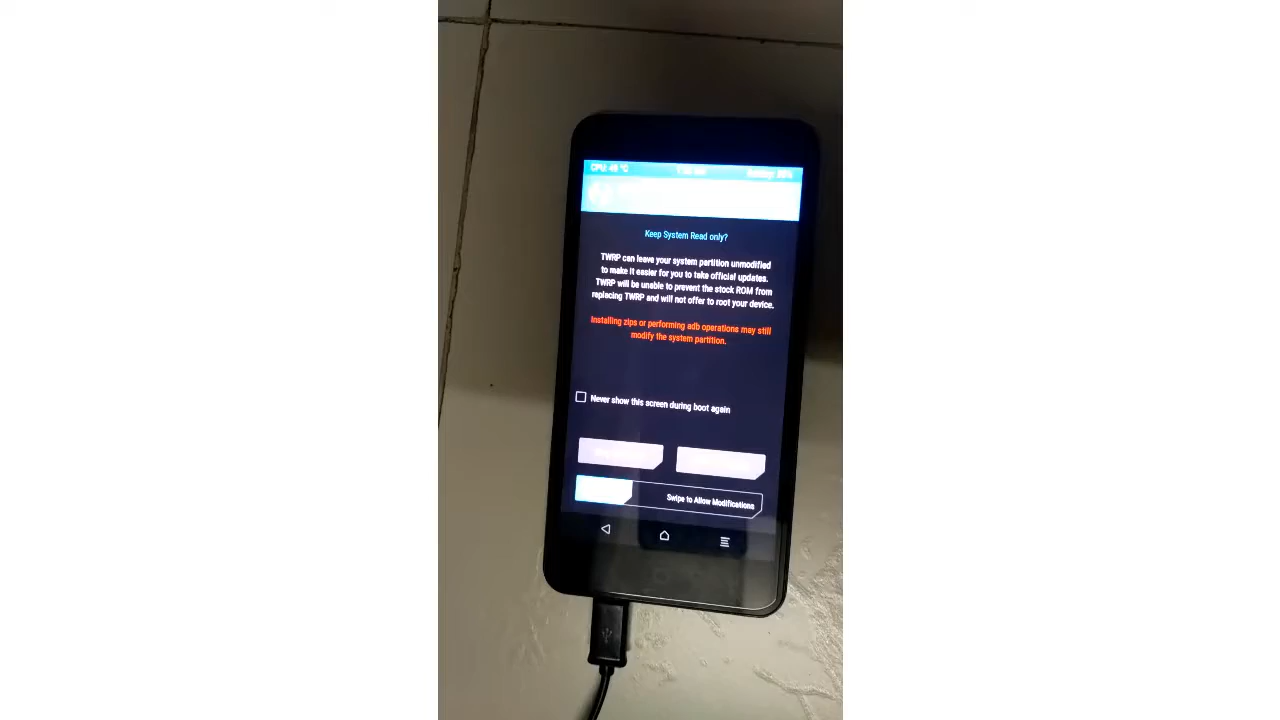 Keep System Read only?
TWRP can leave your system partition unmodified
to make it easier for you to take official updates.
TWRP will be unable to prevent the stock ROM from
replacing TWRP and will not offer to root your device.
Installing zips or performing adb operations may still
modify the system partition.
Never show this screen during boot again
Swipe to Allow Modifications